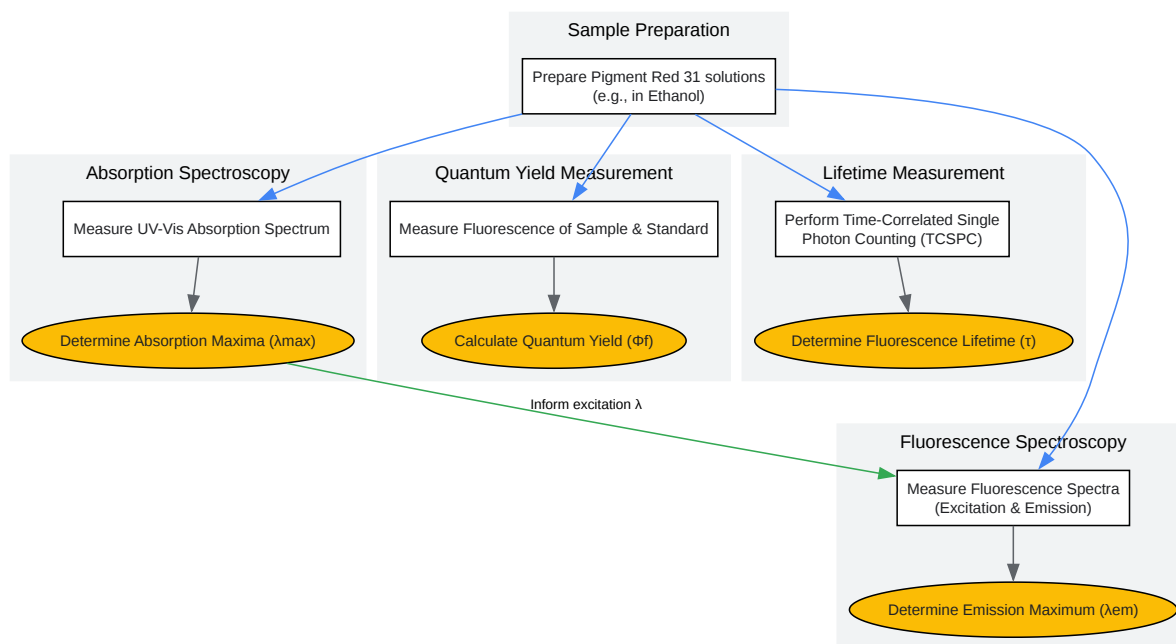 Sample Preparation
Prepare Pigment Red 31 solutions
(e.g., in Ethanol)
Absorption Spectroscopy
Measure UV-Vis Absorption Spectrum
Determine Absorption Maxima (λmax)
Quantum Yield Measurement
Measure Fluorescence of Sample & Standard
Calculate Quantum Yield (Φf)
Lifetime Measurement
Perform Time-Correlated Single
Photon Counting (TCSPC)
Determine Fluorescence Lifetime (τ)
Inform excitation λ
Fluorescence Spectroscopy
Measure Fluorescence Spectra
(Excitation & Emission)
Determine Emission Maximum (λem)